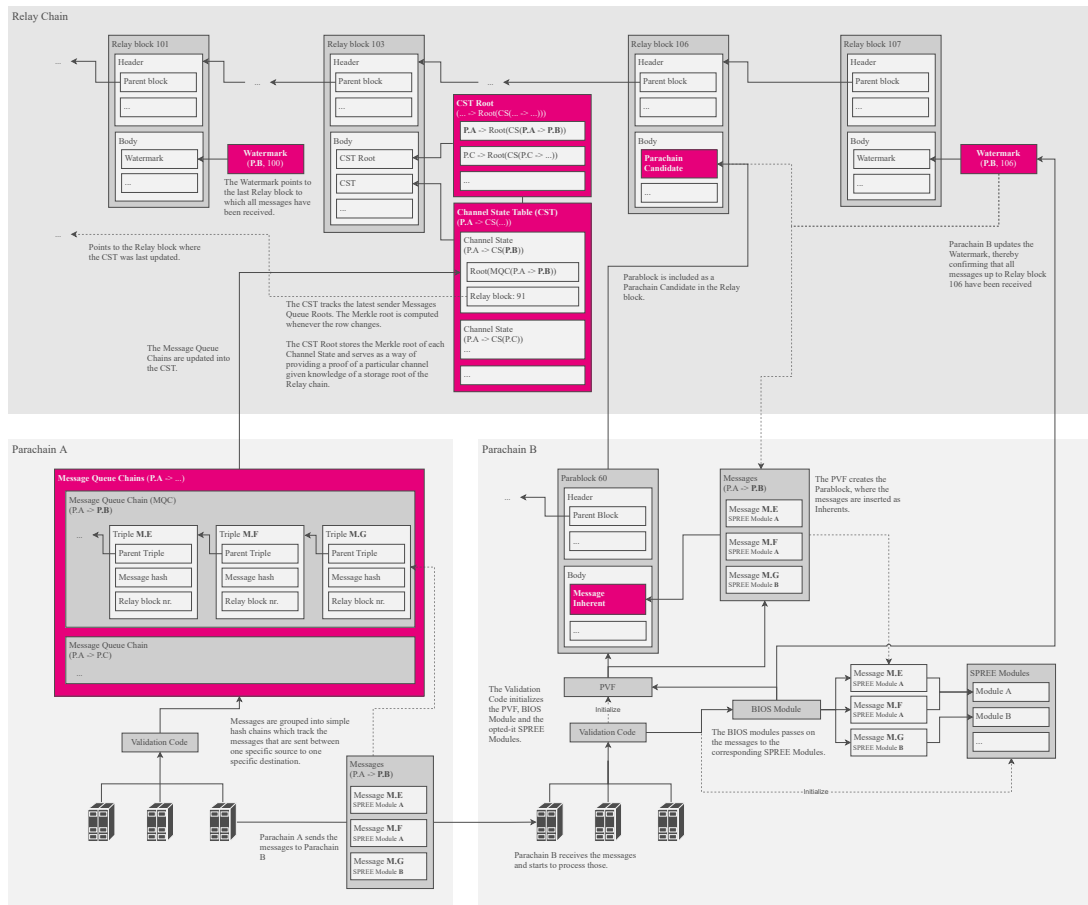 Relay Chain
Relay block 101
Header
Parent block
...
Body
Watermark
...
...
Watermark
(P.B, 100)
The Watermark points to
the last Relay block to
which all messages have
been received.
...
Relay block 103
Header
Parent block
...
Body
CST Root
CST
...
...
CST Root
(... -> Root(CS(... -> ...)))
P.A -> Root(CS(P.A -> P.B))
P.C -> Root(CS(P.C -> ...))
...
Channel State Table (CST)
(P.A -> CS(...))
Channel State
(P.A -> CS(P.B))
Root(MQC(P.A -> P.B))
Relay block: 91
Channel State
(P.A -> CS(P.C))
...
...
Relay block 106
Header
Parent block
...
Body
Parachain
Candidate
...
Relay block 107
Header
Parent block
...
Body
Watermark
...
Watermark
(P.B, 106)
...
Points to the Relay block where
the CST was last updated.
The CST tracks the latest sender Messages
Queue Roots. The Merkle root is computed
whenever the row changes.
The CST Root stores the Merkle root of each
Channel State and serves as a way of
providing a proof of a particular channel
given knowledge of a storage root of the
Relay chain.
The Message Queue
Chains are updated into
the CST.
Parablock is included as a
Parachain Candidate in the Relay
block.
Parachain B updates the
Watermark, thereby
confirming that all
messages up to Relay block
106 have been received
Parachain A
Message Queue Chains (P.A -> ...)
Message Queue Chain (MQC)
(P.A -> P.B)
...
Triple M.E
Parent Triple
Message hash
Relay block nr.
Triple M.F
Parent Triple
Message hash
Relay block nr.
Triple M.G
Parent Triple
Message hash
Relay block nr.
Message Queue Chain
(P.A -> P.C)
...
Validation Code
Messages are grouped into simple
hash chains which track the
messages that are sent between
one specific source to one
specific destination.
Messages
(P.A -> P.B)
Message M.E
SPREE Module A
Message M.F
SPREE Module A
Message M.G
SPREE Module B
Parachain A sends the
messages to Parachain
B
Parachain B
...
Parablock 60
Header
Parent Block
...
Body
Message
Inherent
...
Messages
(P.A -> P.B)
Message M.E
SPREE Module A
Message M.F
SPREE Module A
Message M.G
SPREE Module B
The PVF creates the
Parablock, where the
messages are inserted as
Inherents.
The Validation
Code initializes
the PVF, BIOS
Module and the
opted-it SPREE
Modules.
PVF
Initialize
Validation Code
BIOS Module
The BIOS modules passes on
the messages to the
corresponding SPREE Modules.
Message M.E
SPREE Module A
Message M.F
SPREE Module A
Message M.G
SPREE Module B
SPREE Modules
Module A
Module B
...
Initialize
Parachain B receives the messages
and starts to process those.